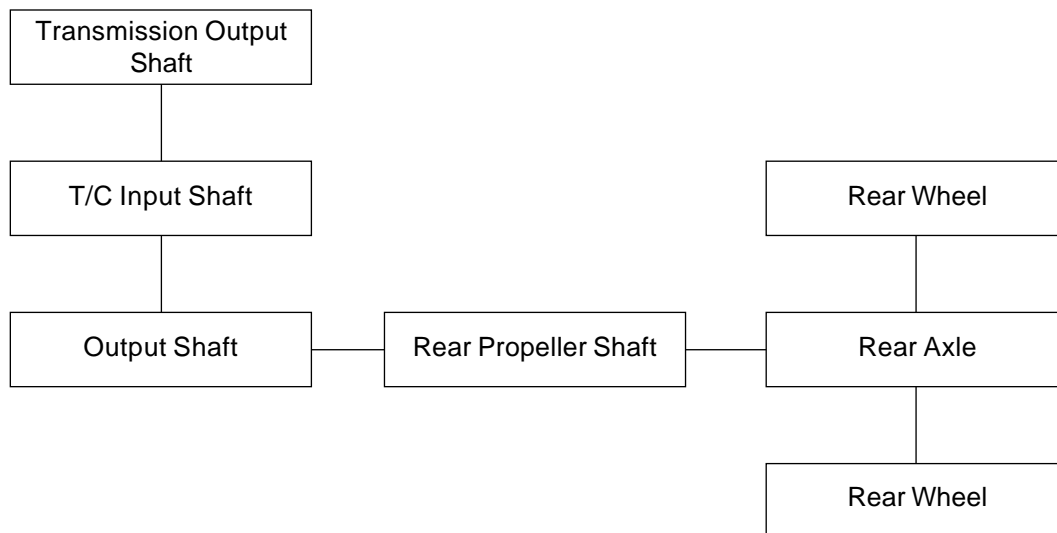 Transmission Output
Shaft
T/C Input Shaft
Rear Wheel
Output Shaft
Rear Propeller Shaft
Rear Axle
Rear Wheel